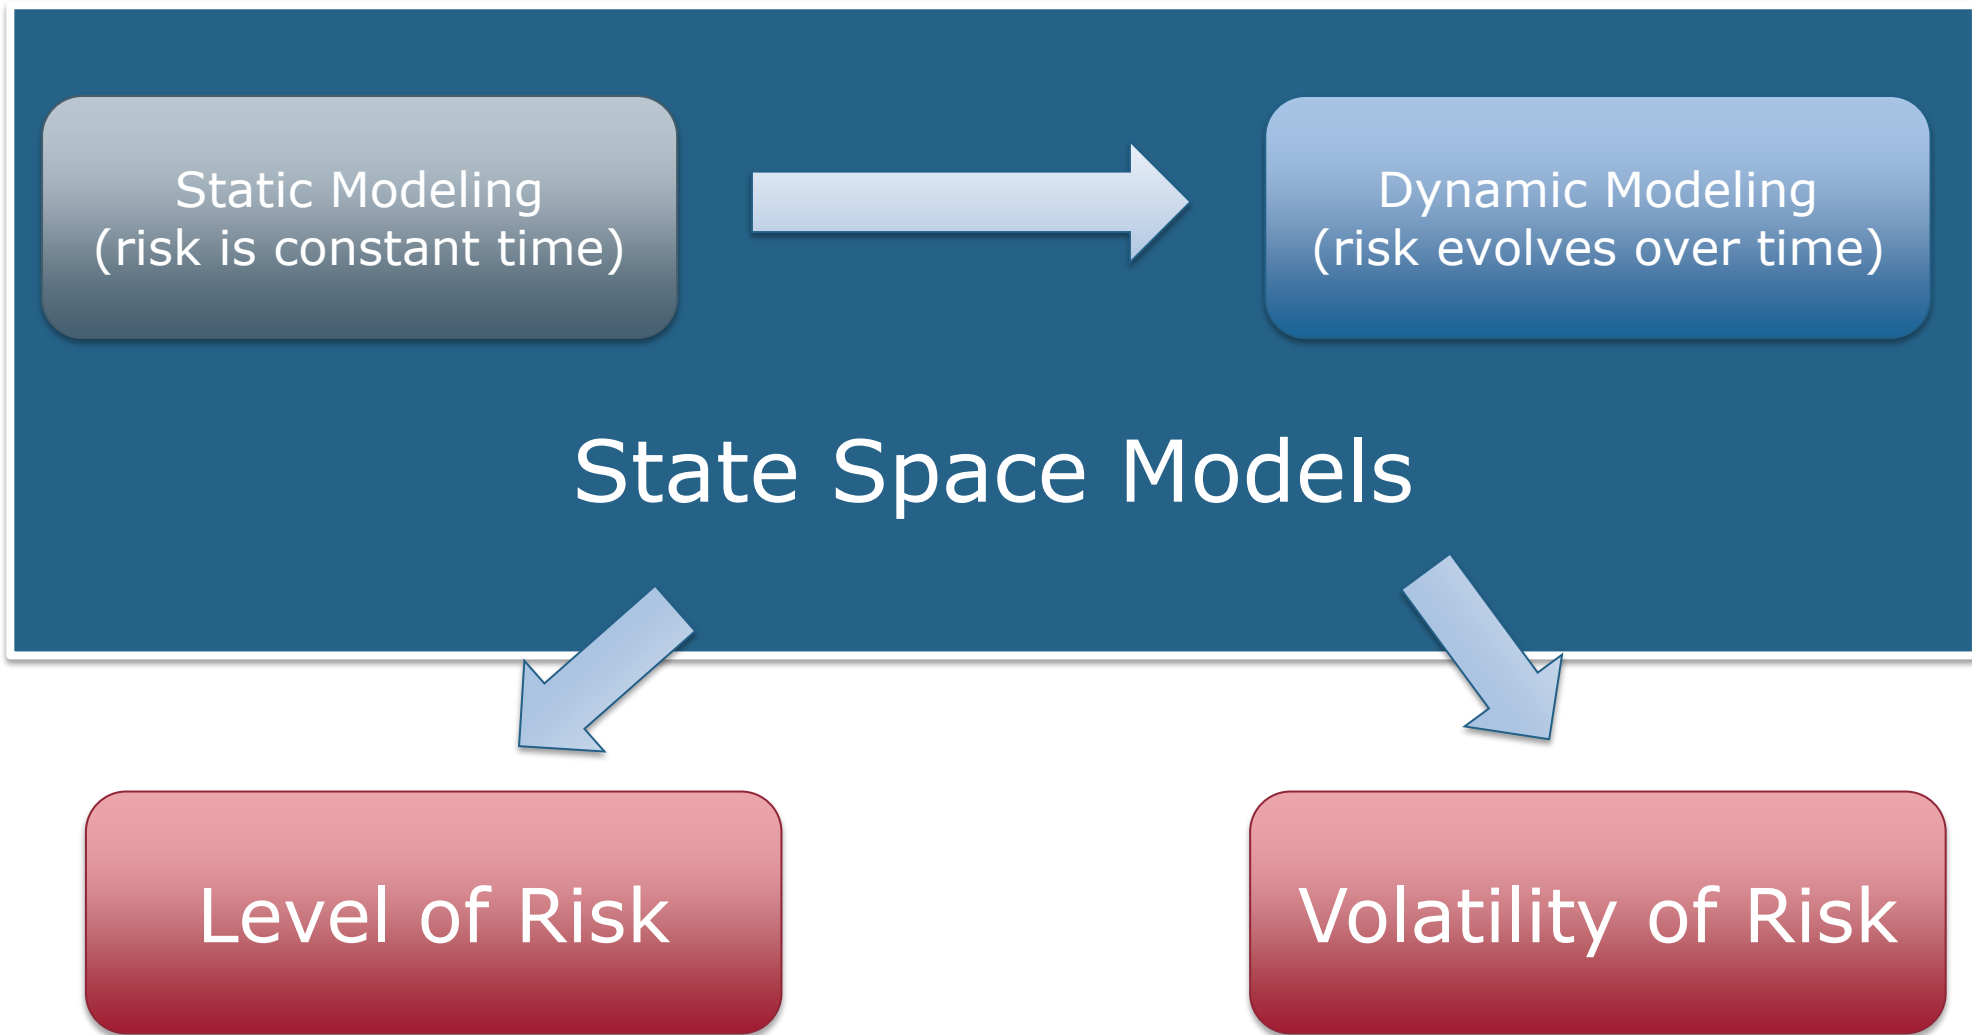 Static Modeling
(risk is constant time)
Dynamic Modeling
(risk evolves over time)
State Space Models
Level of Risk
Volatility of Risk